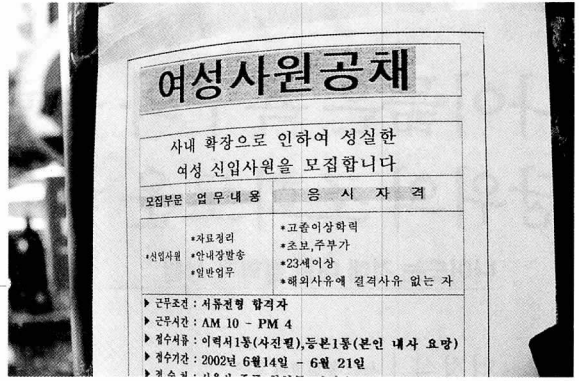 여성사원공채
사내 확장으로 인하여 성실한
여성 신입사원을 모집합니다
모집부문 업무내용 응시자격
*신입사원
*자료정리
*안내장발송
*일반업무
*고졸이상학력
*초보,주부가
*23세이상
*해외사유에 결격사유 없는 자
▶ 근무조건 : 서류전형 합격자
▶ 근무시간 : AM 10 - PM 4
▶ 접수서류 : 이력서1통(사진필),등본1통(본인 내사 요망)
▶ 접수기간 : 2002년 6월14일 - 6월 21일